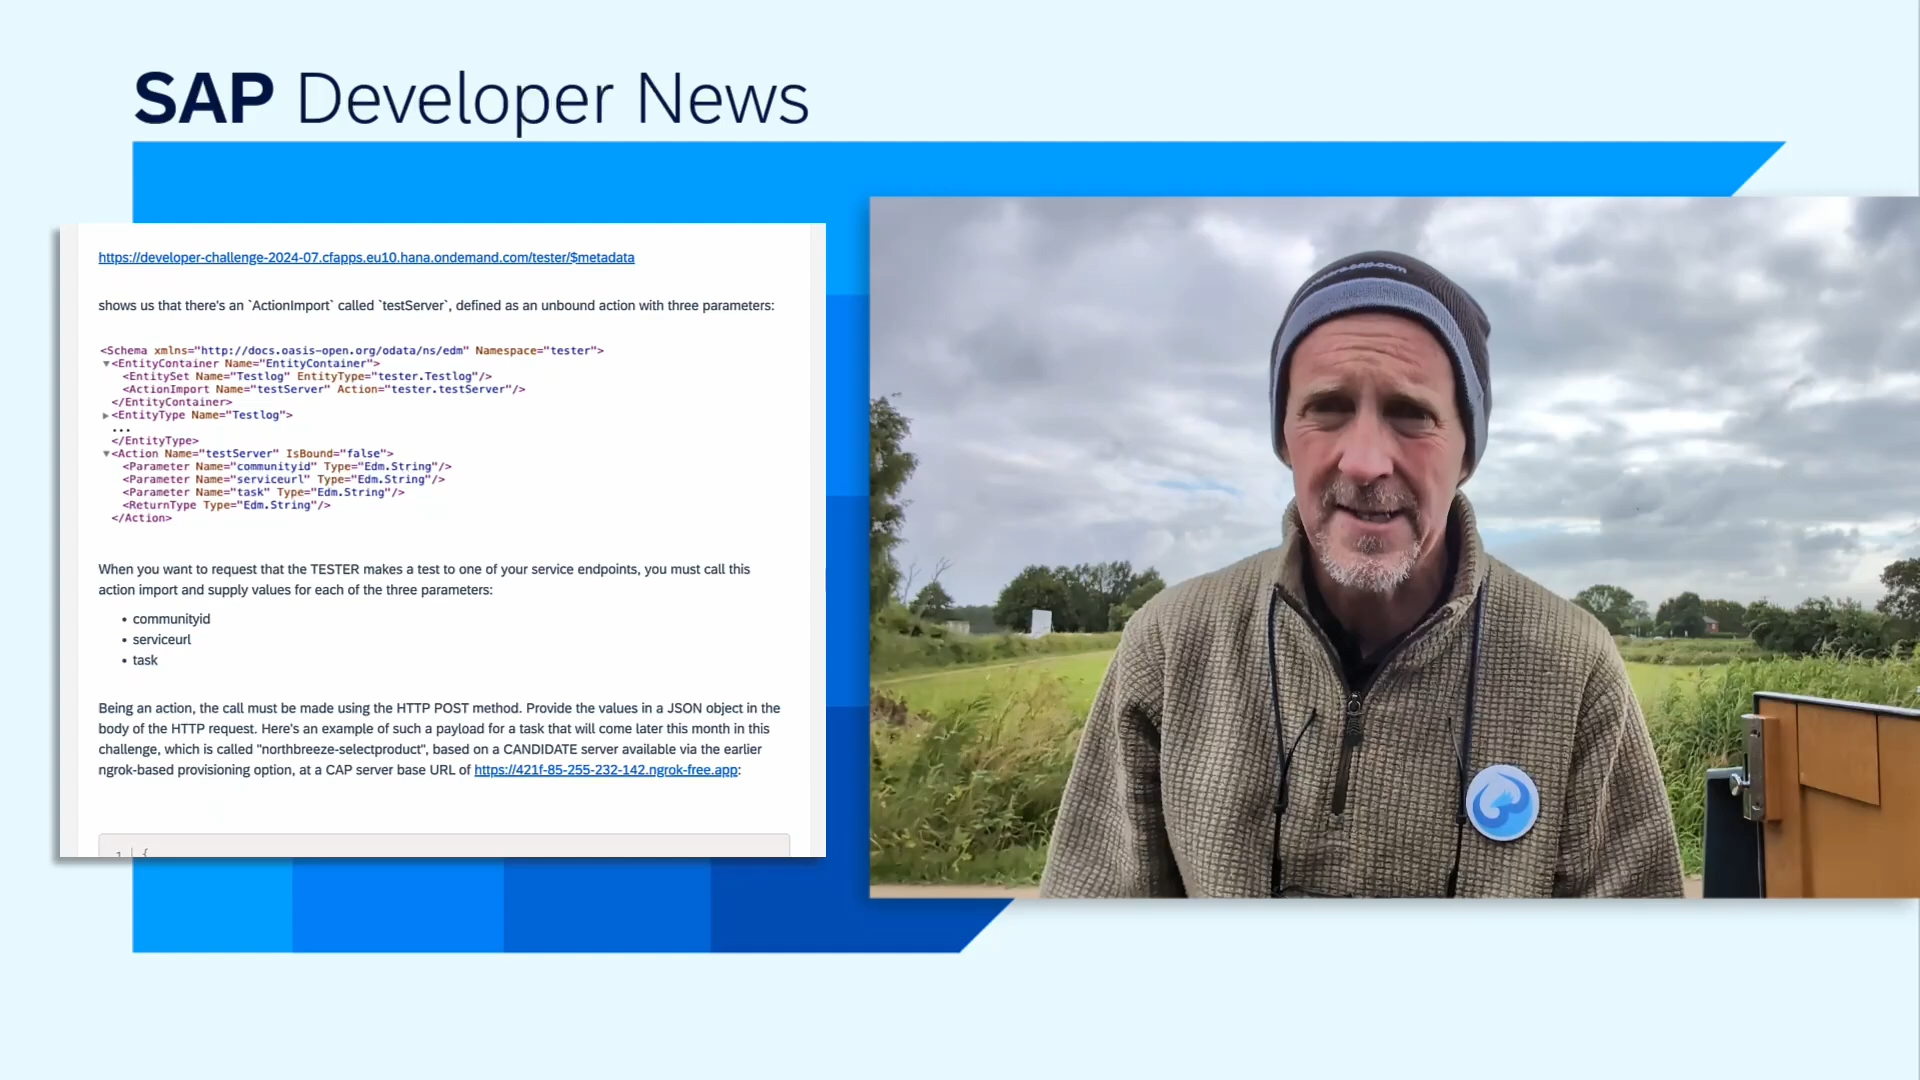 SAP Developer News
https://developer-challenge-2024-07.cfapps.eu10.hana.ondemand.com/tester/$metadata
shows us that there's an `ActionImport` called `testServer`, defined as an unbound action with three parameters:
<Schema xmlns="http://docs.oasis-open.org/odata/ns/edm" Namespace="tester">
▼<EntityContainer Name="EntityContainer">
<EntitySet Name="Testlog" EntityType="tester.Testlog"/>
<ActionImport Name="testServer" Action="tester.testServer"/>
</EntityContainer>
▶<EntityType Name="Testlog">
...
</EntityType>
▼<Action Name="testServer" IsBound="false">
<Parameter Name="communityid" Type="Edm.String"/>
<Parameter Name="serviceurl" Type="Edm.String"/>
<Parameter Name="task" Type="Edm.String"/>
<ReturnType Type="Edm.String"/>
</Action>
When you want to request that the TESTER makes a test to one of your service endpoints, you must call this
action import and supply values for each of the three parameters:
• communityid
• serviceurl
• task
Being an action, the call must be made using the HTTP POST method. Provide the values in a JSON object in the
body of the HTTP request. Here's an example of such a payload for a task that will come later this month in this
challenge, which is called "northbreeze-selectproduct", based on a CANDIDATE server available via the earlier
ngrok-based provisioning option, at a CAP server base URL of https://421f-85-255-232-142.ngrok-free.app:
1 {